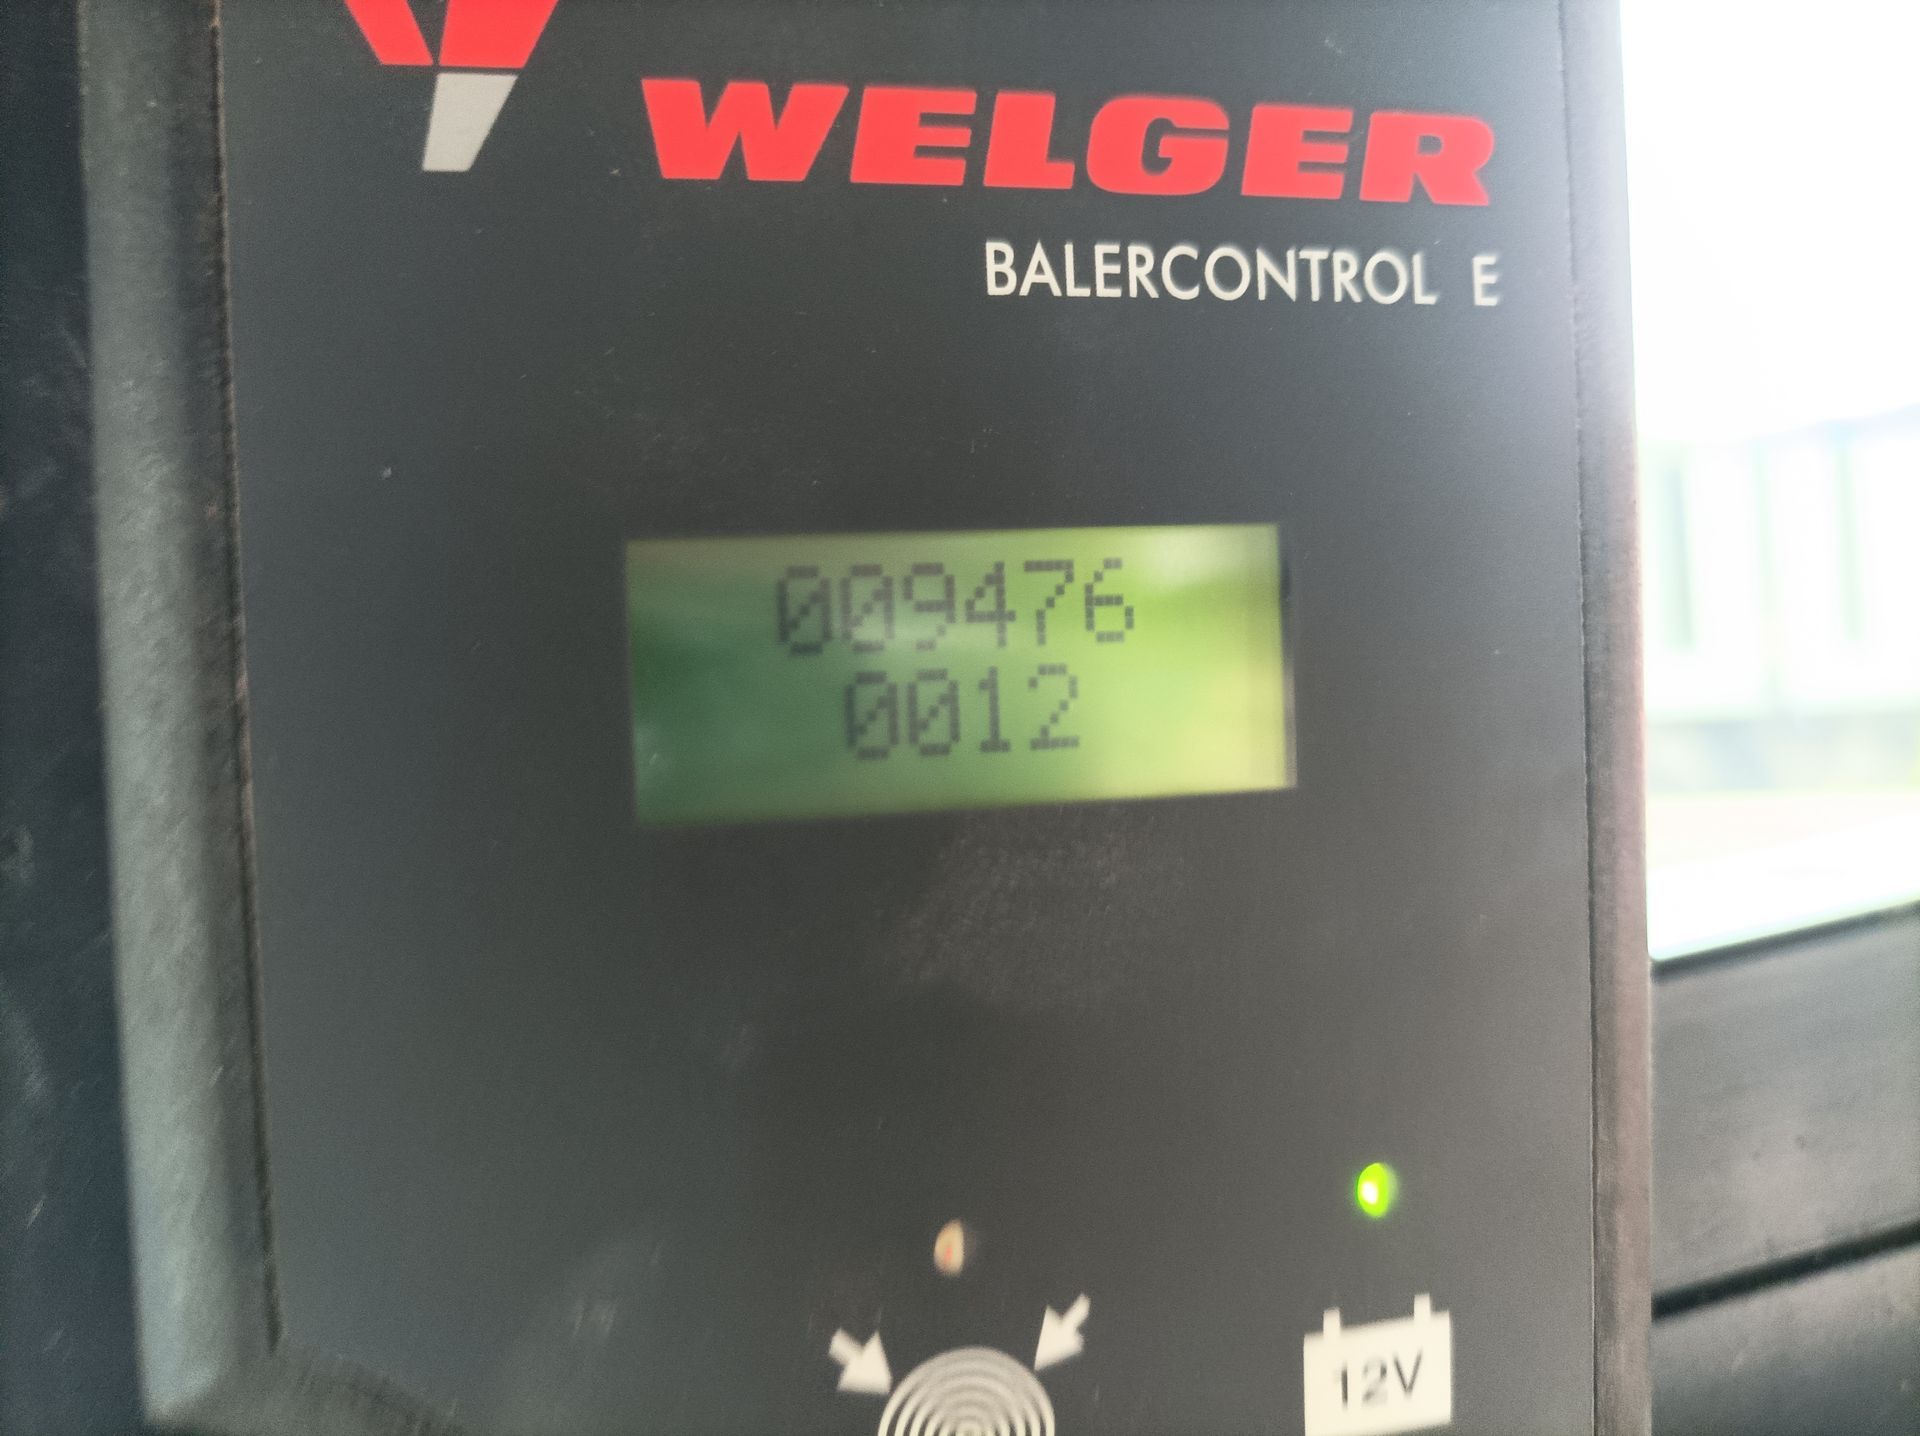 WELGER
BALERCONTROL E
009476
0012
12V